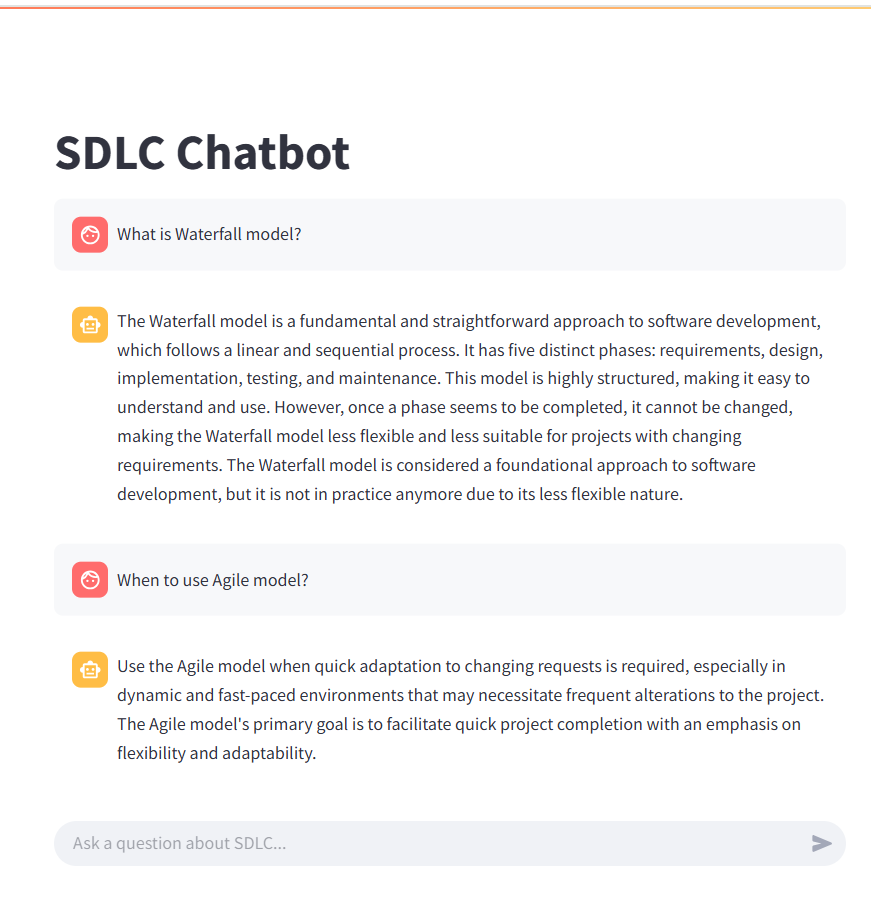 SDLC Chatbot
What is Waterfall model?
The Waterfall model is a fundamental and straightforward approach to software development,
which follows a linear and sequential process. It has five distinct phases: requirements, design,
implementation, testing, and maintenance. This model is highly structured, making it easy to
understand and use. However, once a phase seems to be completed, it cannot be changed,
making the Waterfall model less flexible and less suitable for projects with changing
requirements. The Waterfall model is considered a foundational approach to software
development, but it is not in practice anymore due to its less flexible nature.
When to use Agile model?
Use the Agile model when quick adaptation to changing requests is required, especially in
dynamic and fast-paced environments that may necessitate frequent alterations to the project.
The Agile model's primary goal is to facilitate quick project completion with an emphasis on
flexibility and adaptability.
Ask a question about SDLC...